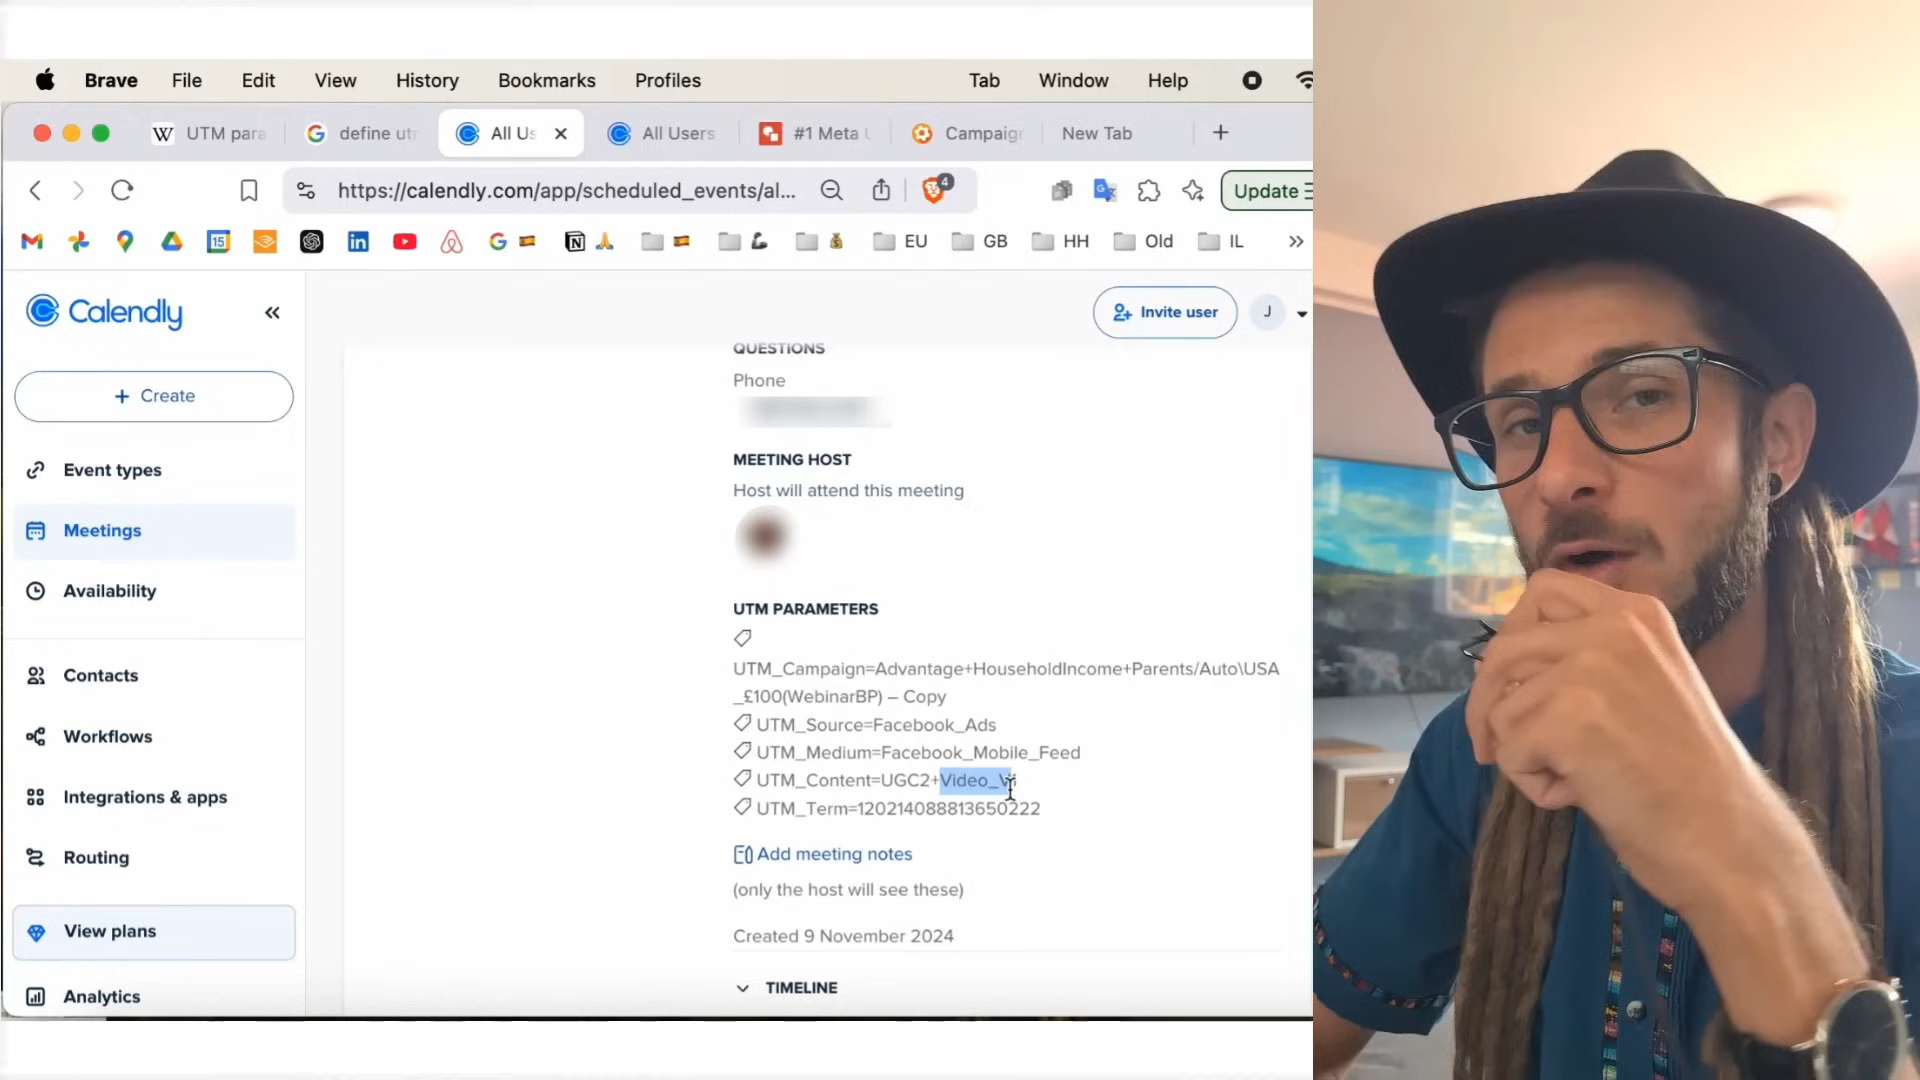 Brave File Edit View History Bookmarks Profiles Tab Window Help
W UTM para define utm All Us All Users #1 Meta U Campaign New Tab
https://calendly.com/app/scheduled_events/al... 4 Update
15 EU GB HH Old IL
Calendly
Invite user J
+ Create
Event types
Meetings
Availability
Contacts
Workflows
Integrations & apps
Routing
View plans
Analytics
QUESTIONS
Phone
MEETING HOST
Host will attend this meeting
UTM PARAMETERS
UTM_Campaign=Advantage+HouseholdIncome+Parents/Auto\USA
_£100(WebinarBP) – Copy
UTM_Source=Facebook_Ads
UTM_Medium=Facebook_Mobile_Feed
UTM_Content=UGC2+Video_V
UTM_Term=120214088813650222
Add meeting notes
(only the host will see these)
Created 9 November 2024
TIMELINE